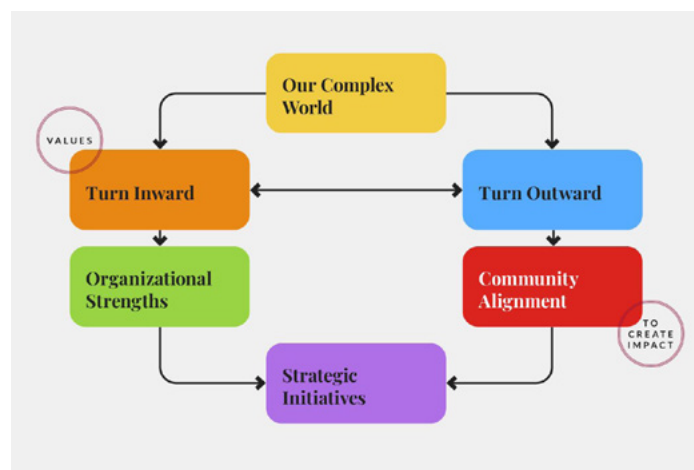 Our Complex
World
VALUES
Turn Inward
Turn Outward
Organizational
Strengths
Community
Alignment
TO
CREATE
IMPACT
Strategic
Initiatives